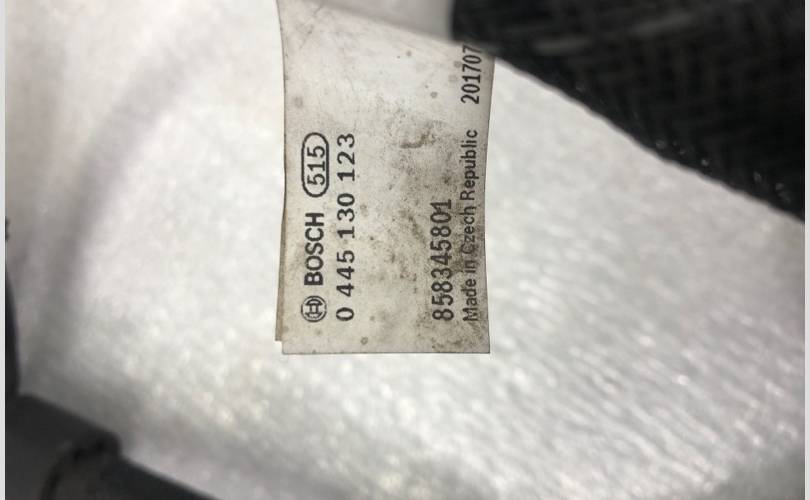 BOSCH 515
0 445 130 123
858345801
Made in Czech Republic 201707